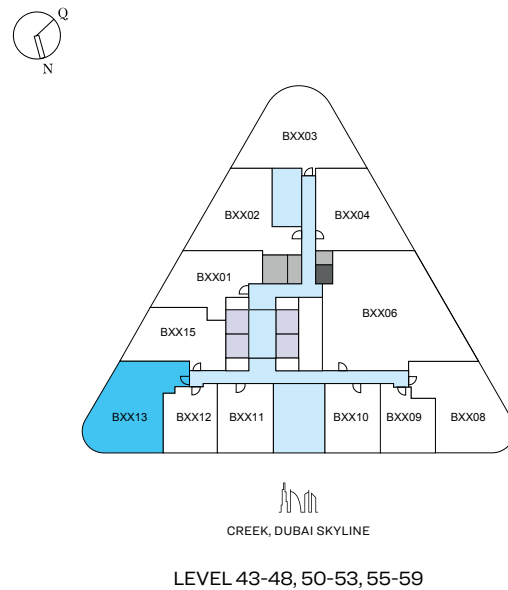 Q
N
BXX03
BXX02
BXX04
BXX01
BXX06
BXX15
BXX13
BXX12
BXX11
BXX10
BXX09
BXX08
CREEK, DUBAI SKYLINE
LEVEL 43-48, 50-53, 55-59